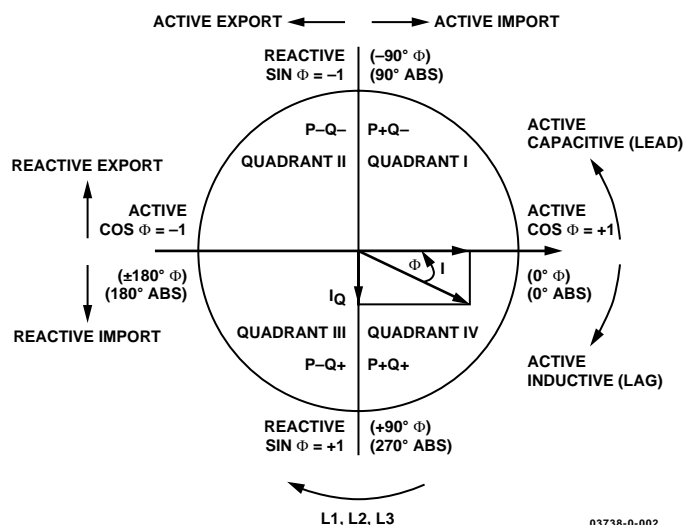 ACTIVE EXPORT
ACTIVE IMPORT
REACTIVE
SIN Φ = –1
(–90° Φ)
(90° ABS)
P–Q–
P+Q–
QUADRANT II
QUADRANT I
ACTIVE
CAPACITIVE (LEAD)
REACTIVE EXPORT
ACTIVE
COS Φ = –1
ACTIVE
COS Φ = +1
(±180° Φ)
(180° ABS)
Φ
I
(0° Φ)
(0° ABS)
IQ
REACTIVE IMPORT
QUADRANT III
QUADRANT IV
P–Q+
P+Q+
ACTIVE
INDUCTIVE (LAG)
REACTIVE
SIN Φ = +1
(+90° Φ)
(270° ABS)
L1, L2, L3
03738-0-002